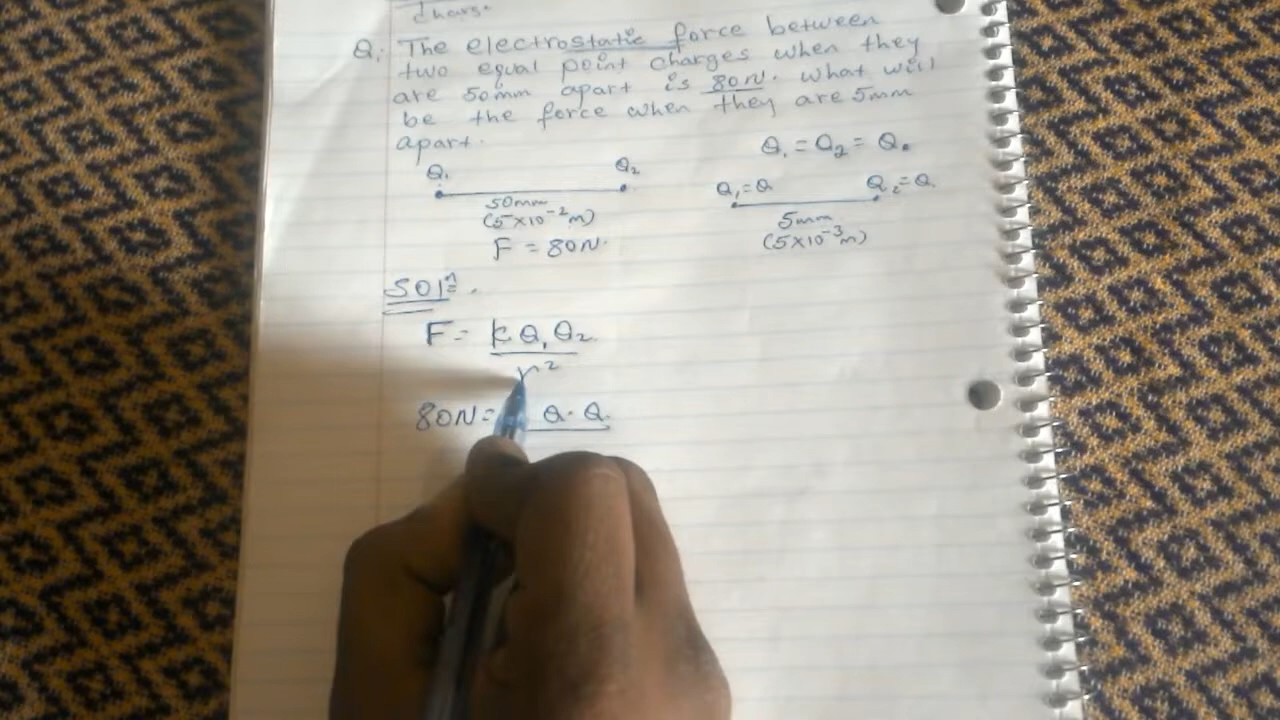 charge
Q. The electrostatic force between
two equal point charges when they
are 50mm apart is 80N. What will
be the force when they are 5mm
apart.
Q₁ = Q₂ = Q.
Q₁ Q₂
50mm
(5×10⁻²m)
F = 80N.
Q₁=Q Q₂=Q.
5mm
(5×10⁻³m)
Solⁿ.
F = kQ₁Q₂
r²
80N = Q·Q